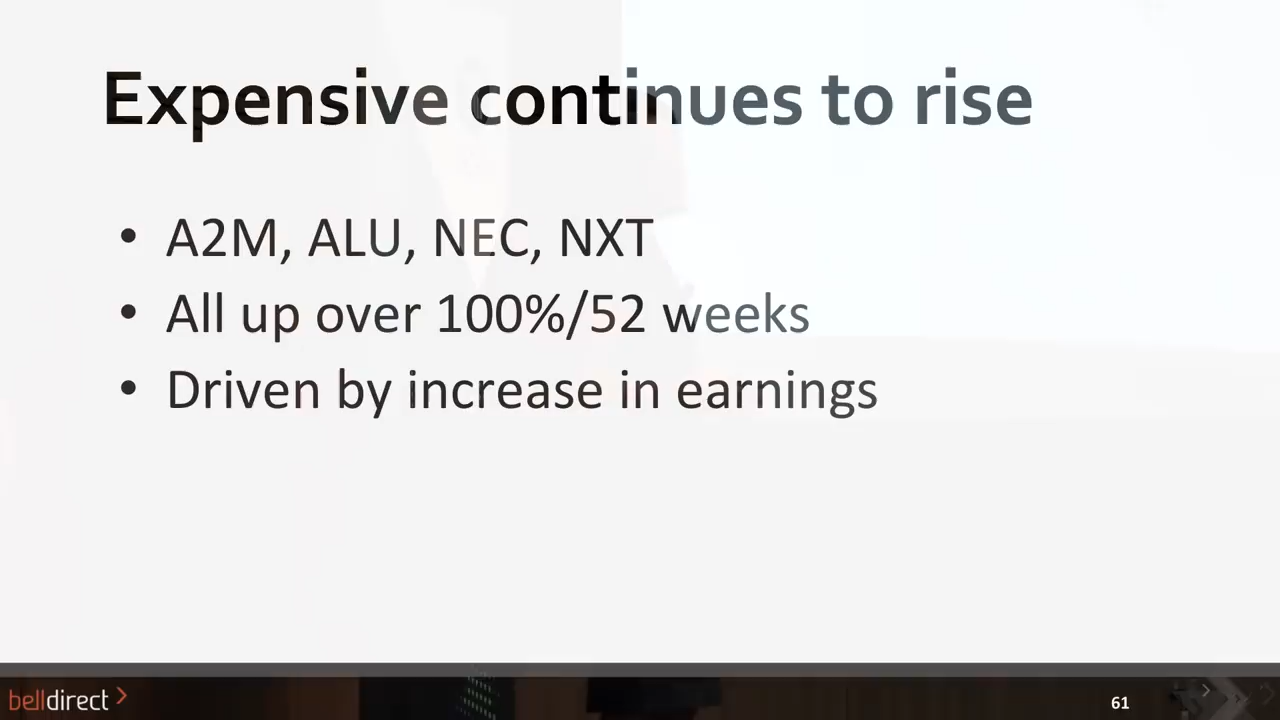 Expensive continues to rise
• A2M, ALU, NEC, NXT
• All up over 100%/52 weeks
• Driven by increase in earnings
belldirect
61